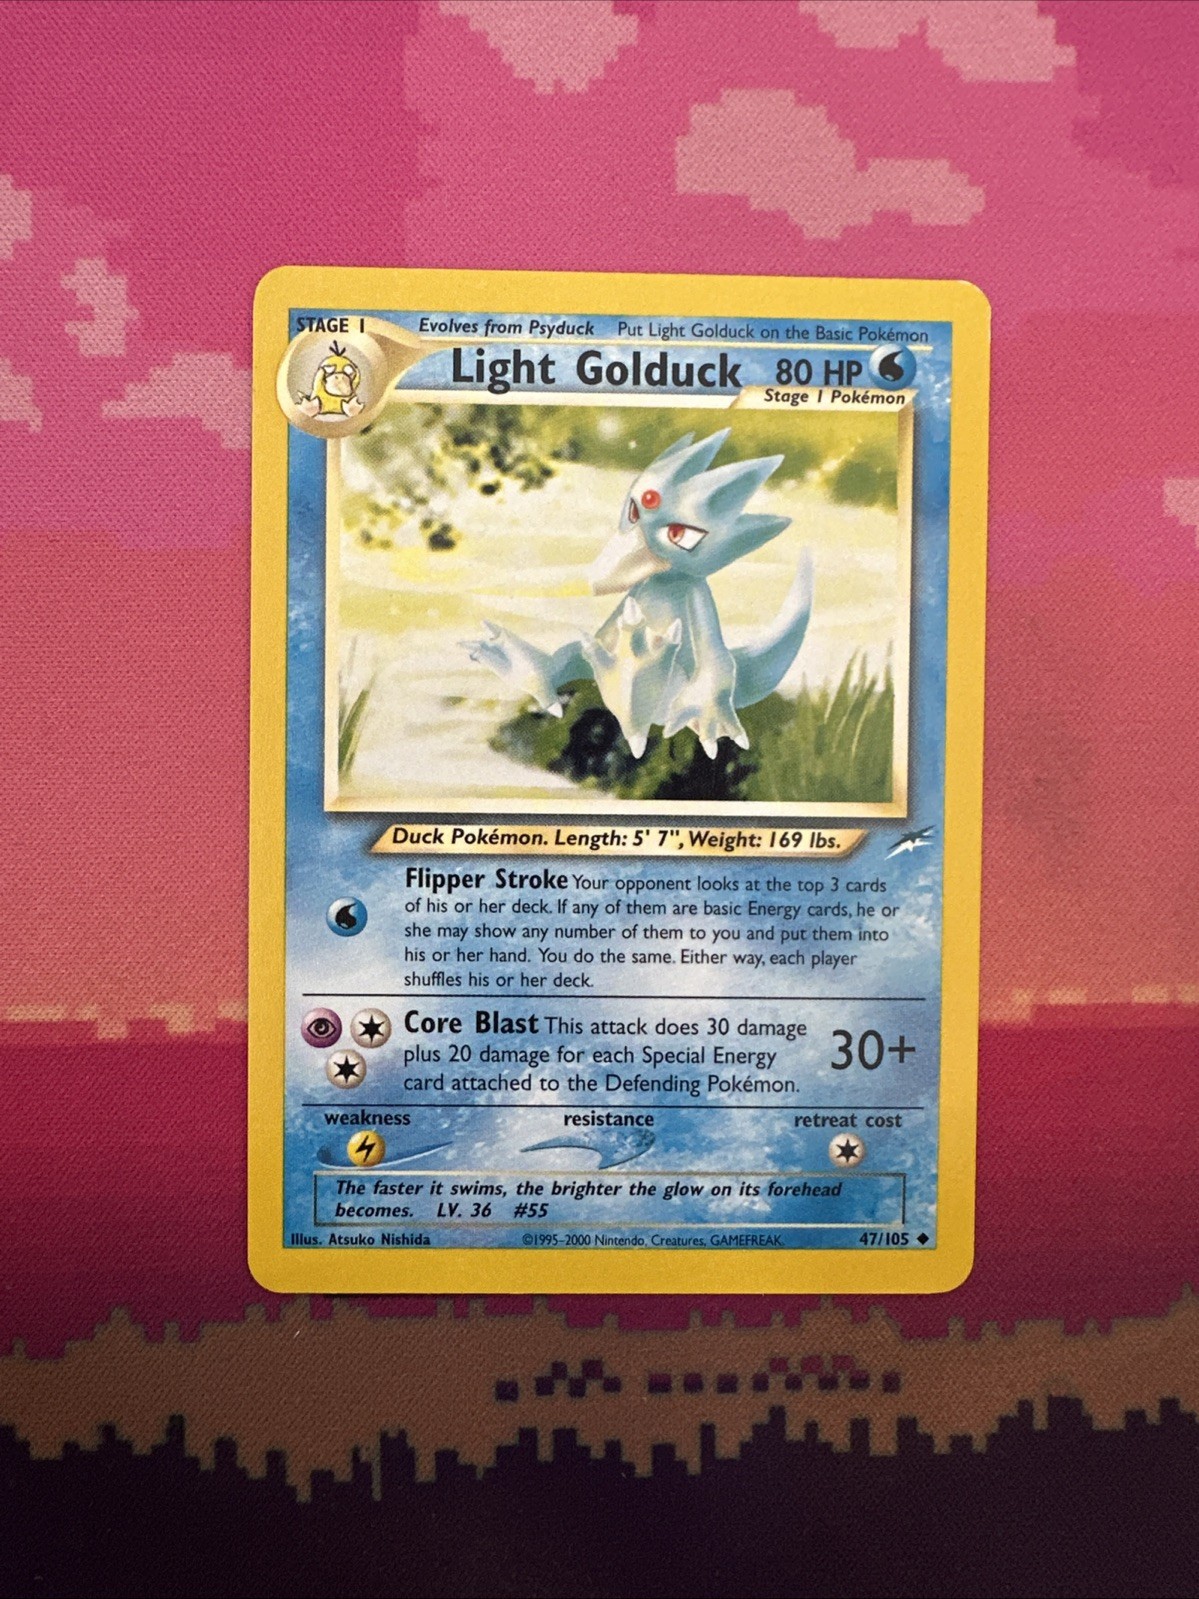 STAGE 1 Evolves from Psyduck Put Light Golduck on the Basic Pokémon
Light Golduck 80 HP
Stage 1 Pokémon
Duck Pokémon. Length: 5' 7", Weight: 169 lbs.
Flipper Stroke Your opponent looks at the top 3 cards
of his or her deck. If any of them are basic Energy cards, he or
she may show any number of them to you and put them into
his or her hand. You do the same. Either way, each player
shuffles his or her deck.
Core Blast This attack does 30 damage
plus 20 damage for each Special Energy
card attached to the Defending Pokémon.
30+
weakness resistance retreat cost
The faster it swims, the brighter the glow on its forehead
becomes. LV. 36 #55
Illus. Atsuko Nishida ©1995-2000 Nintendo, Creatures, GAMEFREAK. 47/105